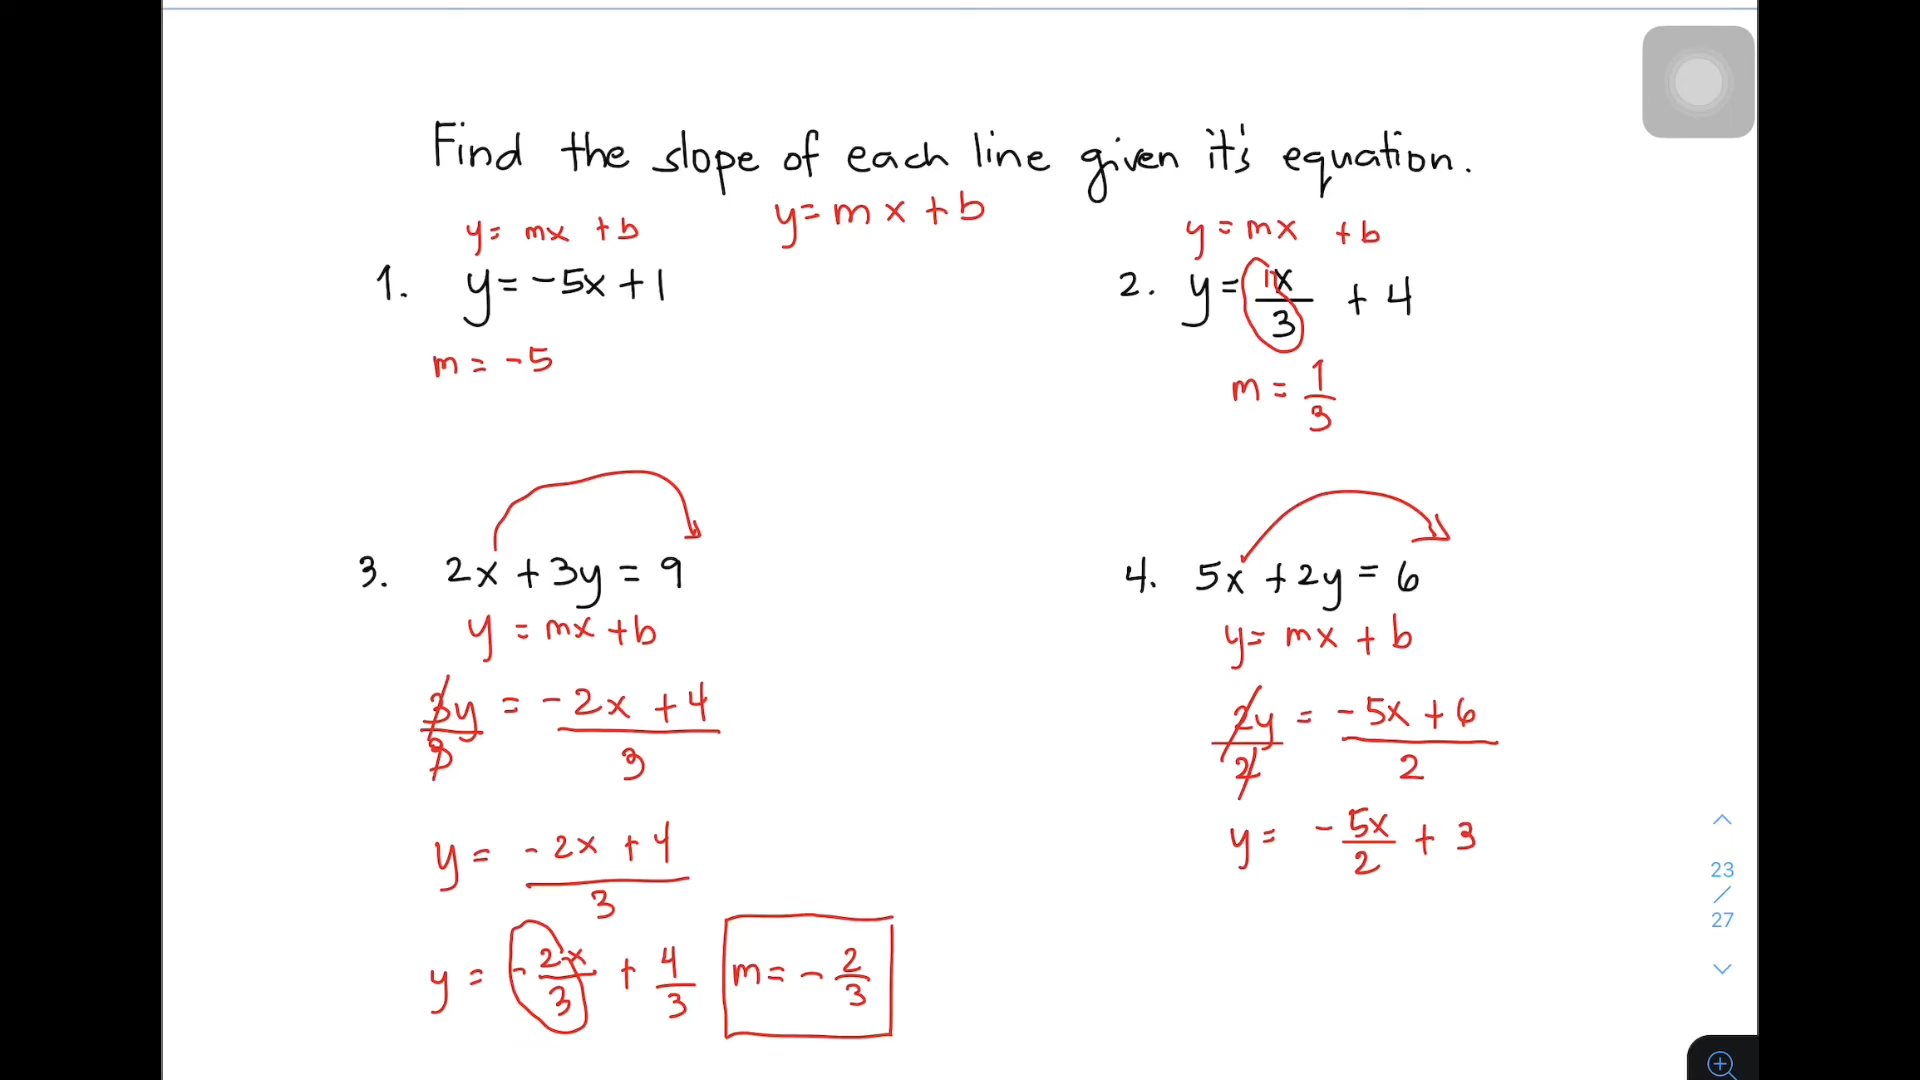 Find the slope of each line given it's equation.
y = mx + b
y = mx + b
1. y = -5x + 1
m = -5
y = mx + b
2. y = 1x/3 + 4
m = 1/3
3. 2x + 3y = 9
y = mx + b
3y/3 = -2x + 4/3
y = -2x + 4/3
y = -2x/3 + 4/3
m = -2/3
4. 5x + 2y = 6
y = mx + b
2y/2 = -5x + 6/2
y = -5x/2 + 3
23
/
27